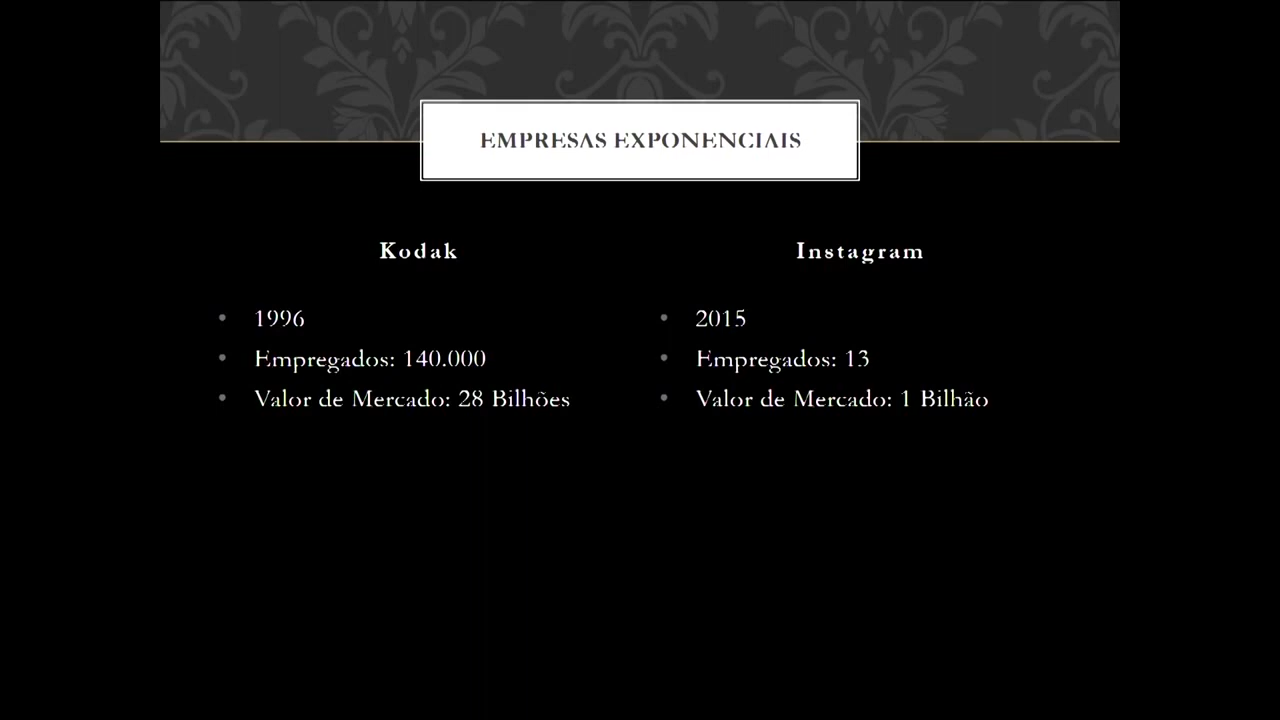 EMPRESAS EXPONENCIAIS
Kodak
• 1996
• Empregados: 140.000
• Valor de Mercado: 28 Bilhões
Instagram
• 2015
• Empregados: 13
• Valor de Mercado: 1 Bilhão